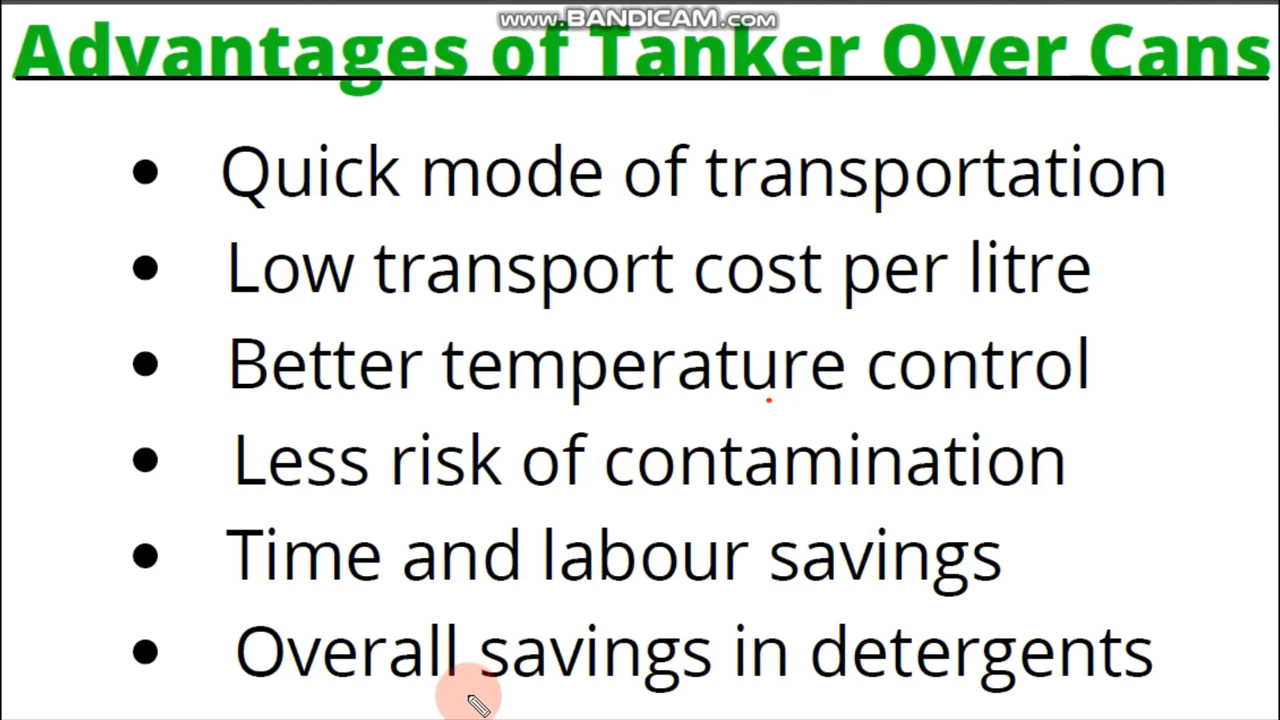 www.BANDICAM.com
Advantages of Tanker Over Cans
• Quick mode of transportation
• Low transport cost per litre
• Better temperature control
• Less risk of contamination
• Time and labour savings
• Overall savings in detergents